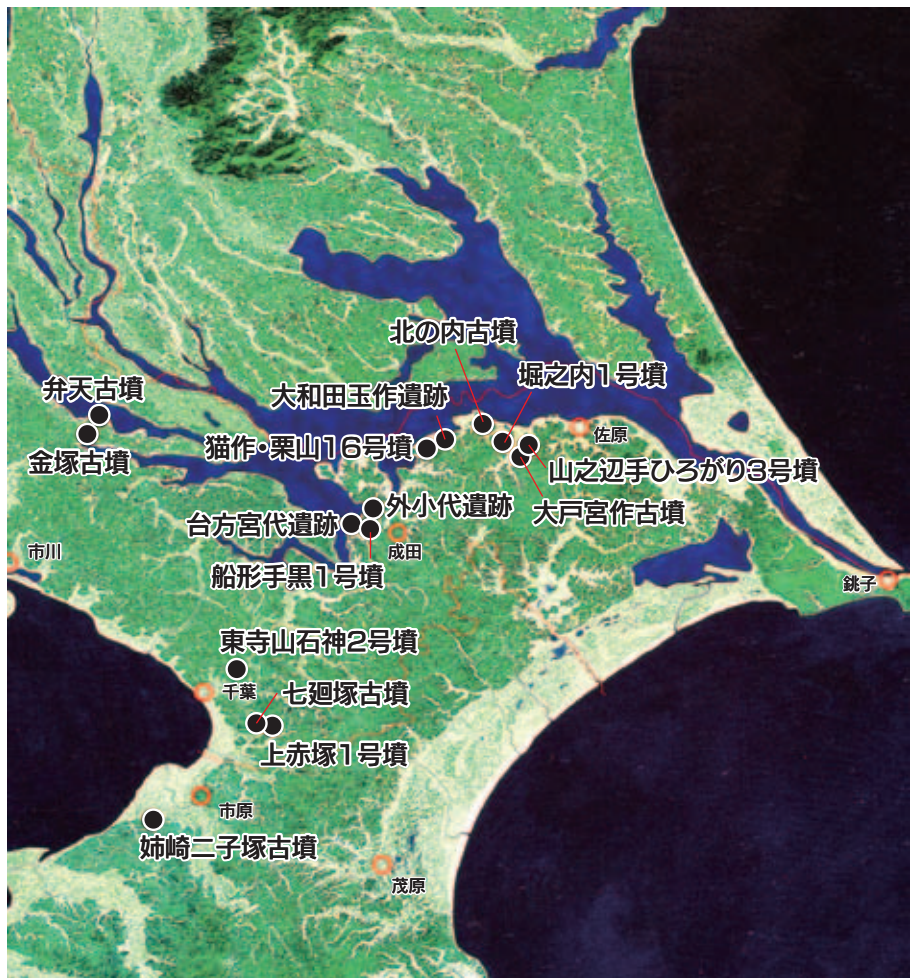 北の内古墳
堀之内1号墳
弁天古墳
大和田玉作遺跡
佐原
猫作・栗山16号墳
金塚古墳
山之辺手ひろがり3号墳
外小代遺跡
大戸宮作古墳
台方宮代遺跡
市川
成田
船形手黒1号墳
銚子
東寺山石神2号墳
千葉
七廻塚古墳
上赤塚1号墳
市原
姉崎二子塚古墳
茂原